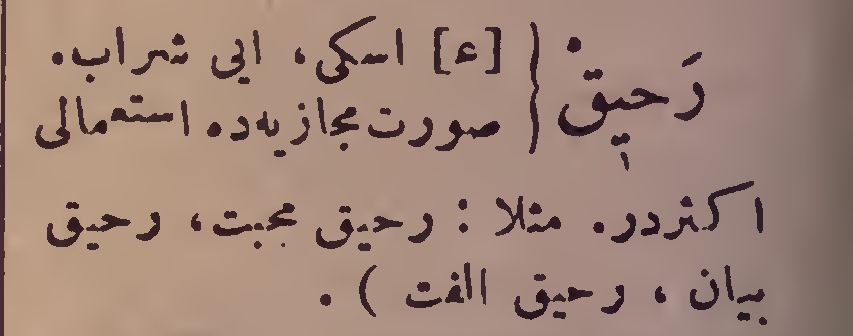 رَحيق { [ع] اسكى، ايى شراب.
صورت مجازيه‌ده استعمالى
اكثردر. مثلا : رحيق محبت، رحيق
بيان ، رحيق الفت ) .